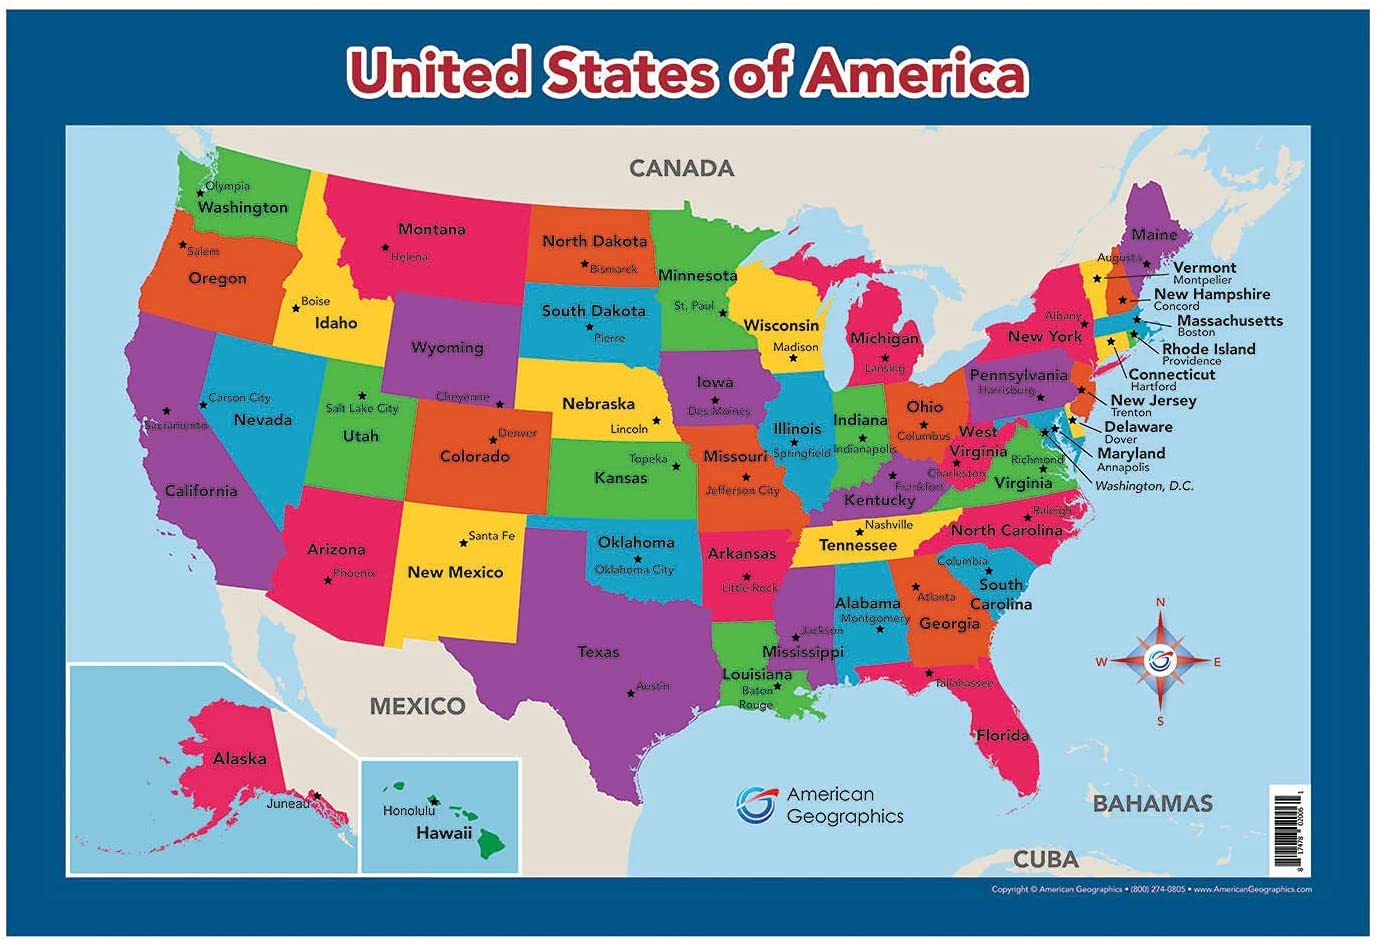 United States of America
CANADA
Olympia
Washington
Salem
Oregon
Boise
Idaho
Montana
Helena
North Dakota
Bismarck
Minnesota
St. Paul
South Dakota
Pierre
Wisconsin
Madison
Michigan
Lansing
Maine
Augusta
Vermont
Montpelier
New Hampshire
Concord
Albany
New York
Massachusetts
Boston
Rhode Island
Providence
Connecticut
Hartford
New Jersey
Trenton
Delaware
Dover
Maryland
Annapolis
Washington, D.C.
Wyoming
Cheyenne
Nebraska
Lincoln
Iowa
Des Moines
Illinois
Springfield
Indiana
Indianapolis
Ohio
Columbus
Pennsylvania
Harrisburg
West
Virginia
Charleston
Richmond
Virginia
Carson City
Nevada
Sacramento
California
Salt Lake City
Utah
Denver
Colorado
Topeka
Kansas
Missouri
Jefferson City
Frankfort
Kentucky
Nashville
Tennessee
Raleigh
North Carolina
Arizona
Phoenix
Santa Fe
New Mexico
Oklahoma
Oklahoma City
Arkansas
Little Rock
Columbia
South
Carolina
Atlanta
Georgia
Alabama
Montgomery
Jackson
Mississippi
Texas
Austin
Louisiana
Baton
Rouge
Tallahassee
Florida
N
W
E
S
MEXICO
Alaska
Juneau
Honolulu
Hawaii
American
Geographics
BAHAMAS
CUBA
8 17478 02006 1
Copyright © American Geographics • (800) 274-0805 • www.AmericanGeographics.com